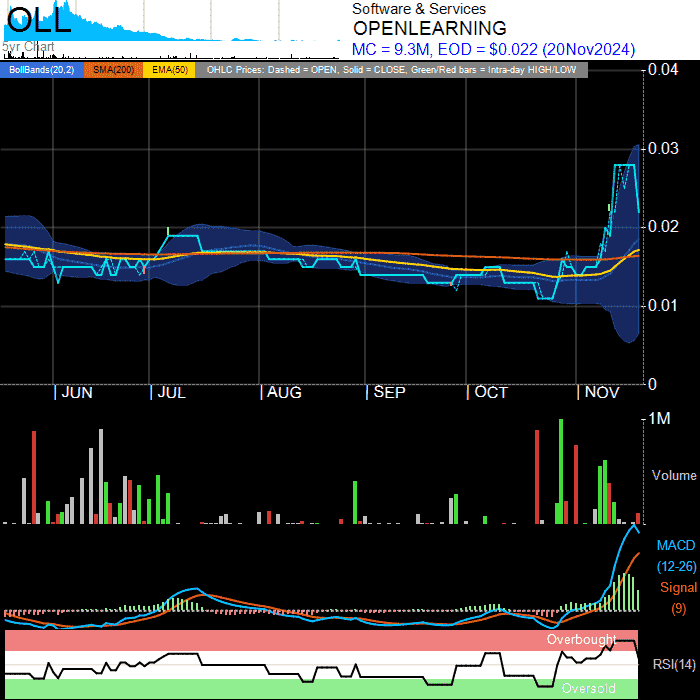 OLL
5yr Chart
Software & Services
OPENLEARNING
MC = 9.3M, EOD = $0.022 (20Nov2024)
BollBands(20,2) SMA(200) EMA(50) OHLC Prices: Dashed = OPEN, Solid = CLOSE, Green/Red bars = Intra-day HIGH/LOW
0.04
0.03
0.02
0.01
0
JUN JUL AUG SEP OCT NOV
1M
Volume
MACD
(12-26)
Signal
(9)
Overbought
RSI(14)
Oversold